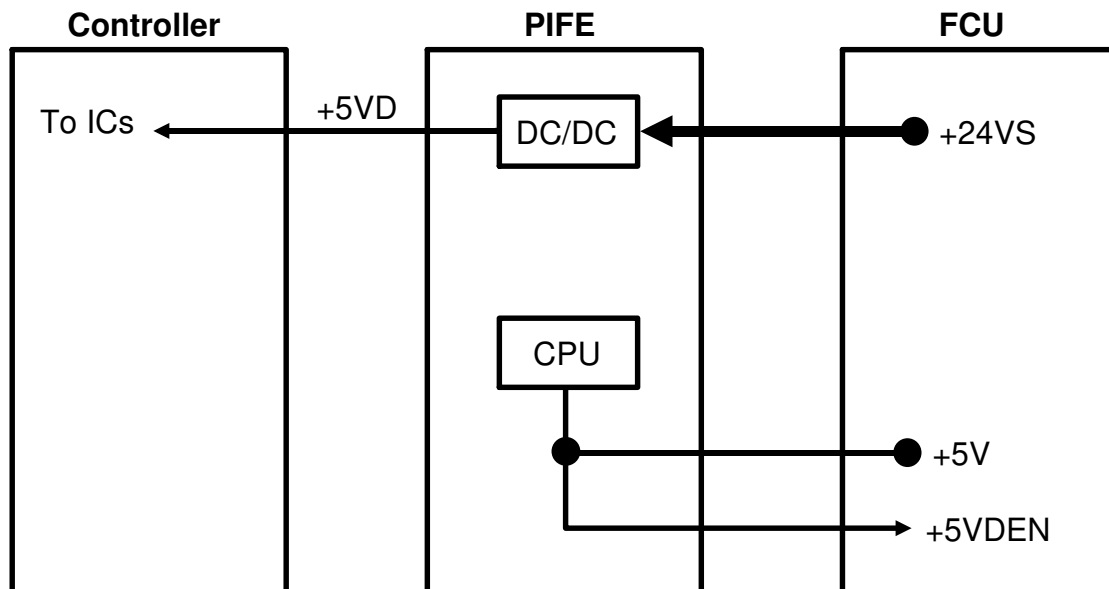 Controller
PIFE
FCU
To ICs
+5VD
DC/DC
+24VS
CPU
+5V
+5VDEN